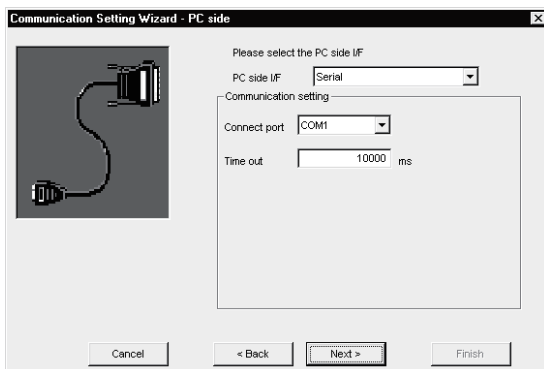 Communication Setting Wizard - PC side
Please select the PC side I/F
PC side I/F Serial
Communication setting
Connect port COM1
Time out 10000 ms
Cancel < Back Next > Finish